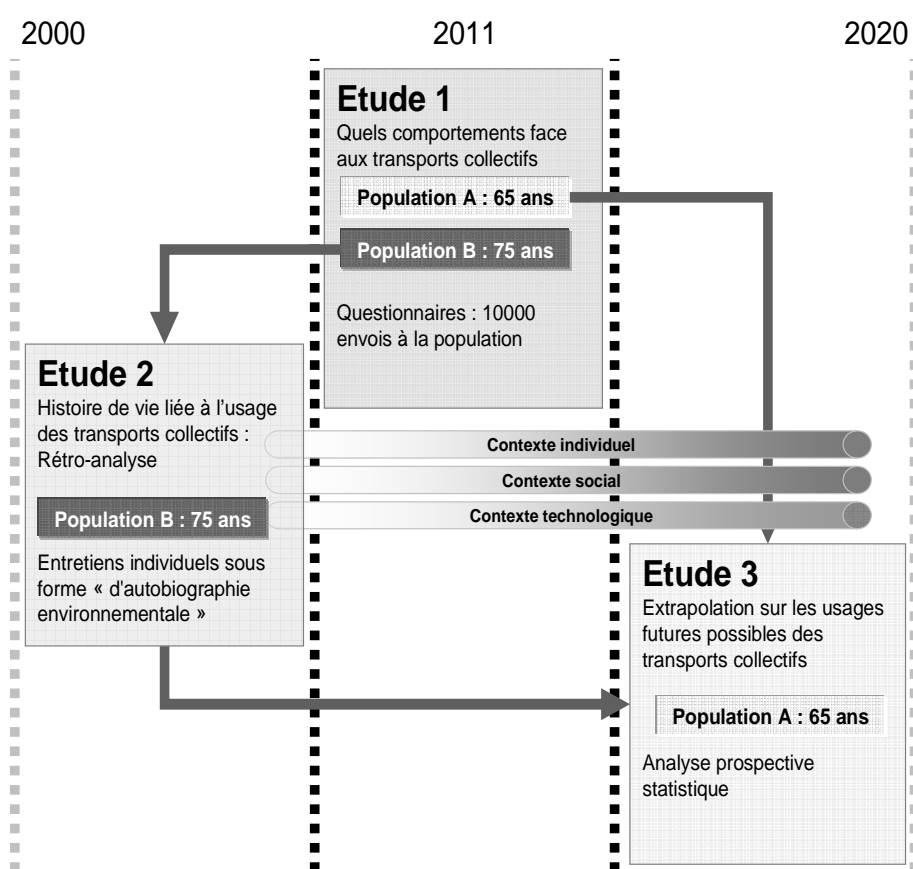 2000
2011
2020
Etude 1
Quels comportements face
aux transports collectifs
Population A : 65 ans
Population B : 75 ans
Questionnaires : 10000
envois à la population
Etude 2
Histoire de vie liée à l'usage
des transports collectifs :
Rétro-analyse
Population B : 75 ans
Entretiens individuels sous
forme « d'autobiographie
environnementale »
Contexte individuel
Contexte social
Contexte technologique
Etude 3
Extrapolation sur les usages
futures possibles des
transports collectifs
Population A : 65 ans
Analyse prospective
statistique